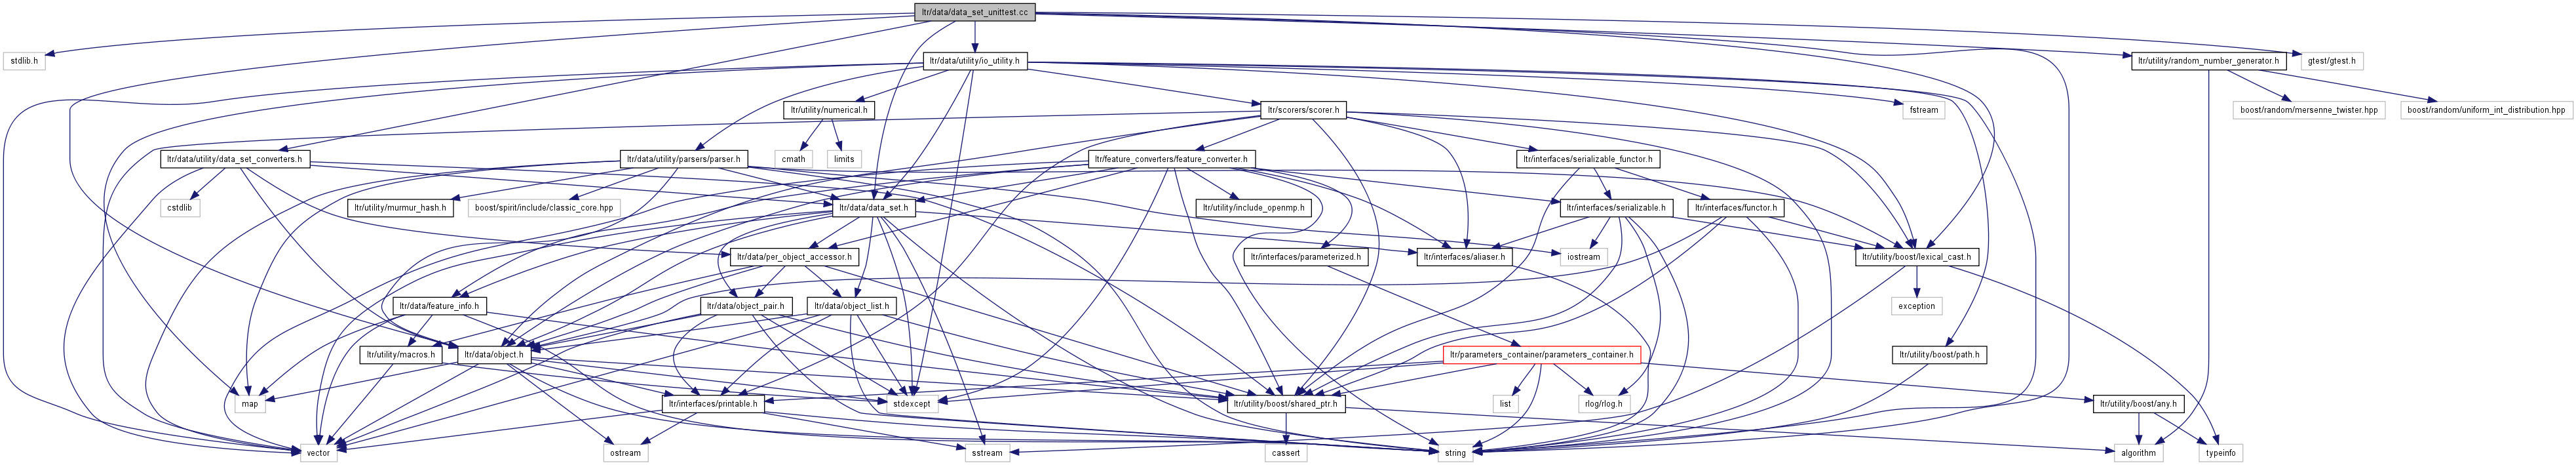 ltr/data/data_set_unittest.cc
stdlib.h
ltr/data/utility/io_utility.h
ltr/utility/random_number_generator.h
gtest/gtest.h
ltr/utility/numerical.h
ltr/scorers/scorer.h
fstream
boost/random/mersenne_twister.hpp
boost/random/uniform_int_distribution.hpp
ltr/data/utility/data_set_converters.h
ltr/data/utility/parsers/parser.h
cmath
limits
ltr/feature_converters/feature_converter.h
ltr/interfaces/serializable_functor.h
cstdlib
ltr/utility/murmur_hash.h
boost/spirit/include/classic_core.hpp
ltr/data/data_set.h
ltr/utility/include_openmp.h
ltr/interfaces/serializable.h
ltr/interfaces/functor.h
ltr/data/per_object_accessor.h
ltr/interfaces/parameterized.h
ltr/interfaces/aliaser.h
iostream
ltr/utility/boost/lexical_cast.h
ltr/data/feature_info.h
ltr/data/object_pair.h
ltr/data/object_list.h
exception
ltr/utility/macros.h
ltr/data/object.h
ltr/parameters_container/parameters_container.h
ltr/utility/boost/path.h
map
ltr/interfaces/printable.h
stdexcept
ltr/utility/boost/shared_ptr.h
list
rlog/rlog.h
ltr/utility/boost/any.h
vector
ostream
sstream
cassert
string
algorithm
typeinfo